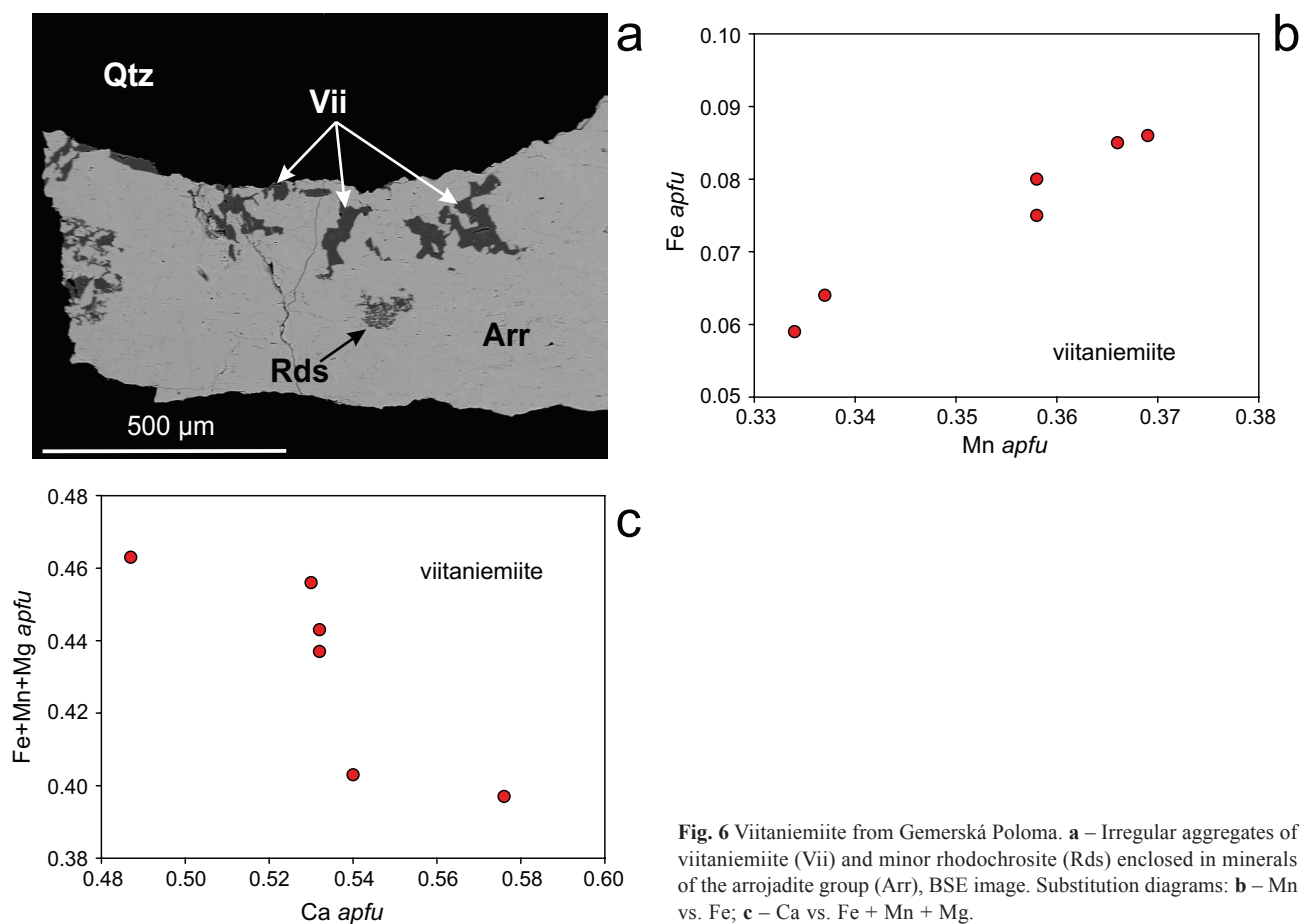 a
Qtz
Vii
Rds
Arr
500 µm
b
0.10
0.09
0.08
0.07
0.06
0.05
Fe apfu
viitaniemiite
0.33 0.34 0.35 0.36 0.37 0.38
Mn apfu
c
0.48
0.46
0.44
0.42
0.40
0.38
Fe+Mn+Mg apfu
viitaniemiite
0.48 0.50 0.52 0.54 0.56 0.58 0.60
Ca apfu
Fig. 6 Viitaniemiite from Gemerská Poloma. a – Irregular aggregates of
viitaniemiite (Vii) and minor rhodochrosite (Rds) enclosed in minerals
of the arrojadite group (Arr), BSE image. Substitution diagrams: b – Mn
vs. Fe; c – Ca vs. Fe + Mn + Mg.